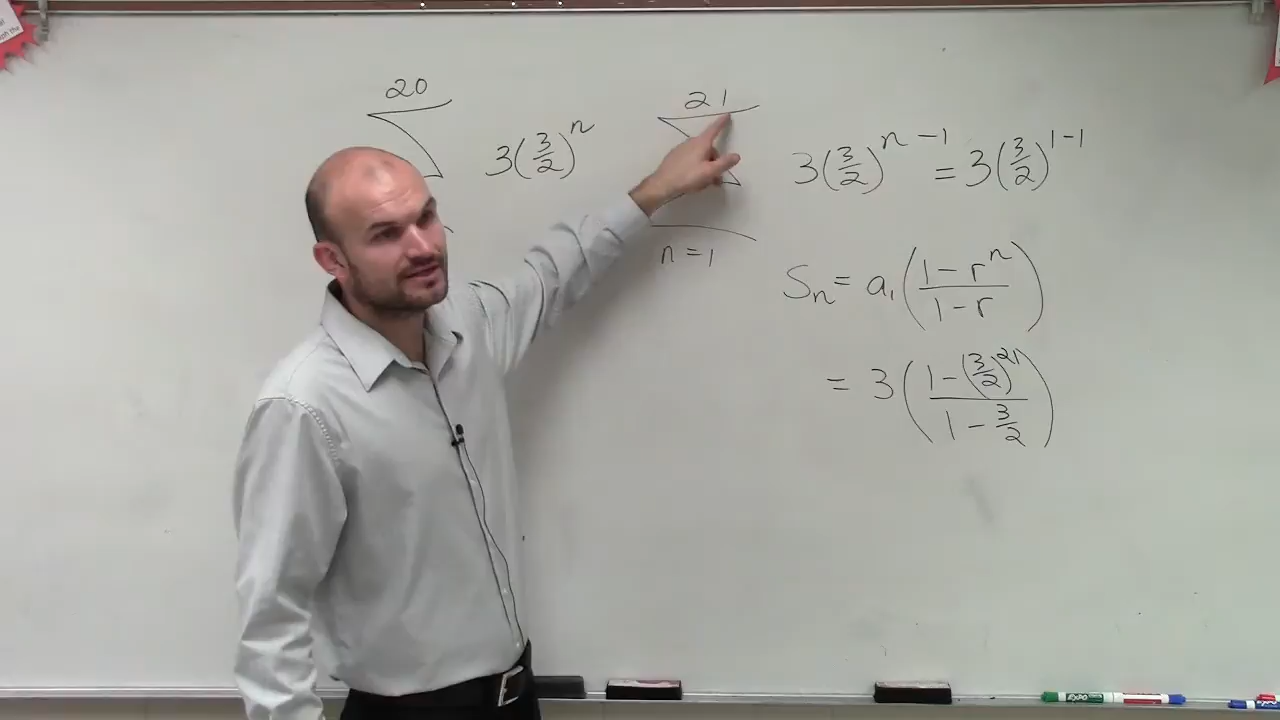 20
∑ 3(3/2)^n
21
∑ 3(3/2)^(n-1) = 3(3/2)^(1-1)
n=1
Sₙ = a₁((1-r^n)/(1-r))
= 3((1-(3/2)^21)/(1-3/2))
EXPO